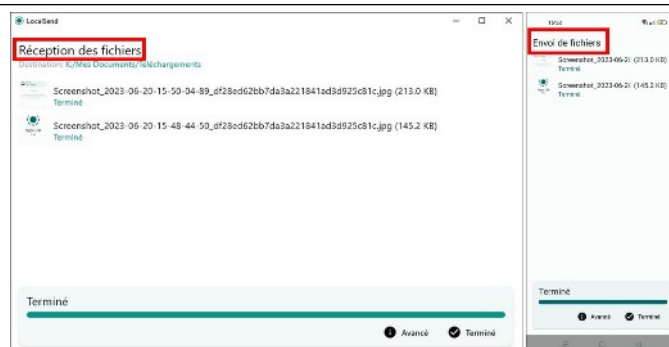 LocalSend
Réception des fichiers
Destination: K:/Mes Documents/Téléchargements
Screenshot_2023-06-20-15-50-04-89_df28ed62bb7da3a221841ad3d925c81c.jpg (213.0 KB)
Terminé
Screenshot_2023-06-20-15-48-44-50_df28ed62bb7da3a221841ad3d925c81c.jpg (145.2 KB)
Terminé
Terminé
Avancé
Terminé
Envoi de fichiers
Screenshot_2023-06-2( (213.0 KB)
Terminé
Screenshot_2023-06-2( (145.2 KB)
Terminé
Terminé
Avancé
Terminé